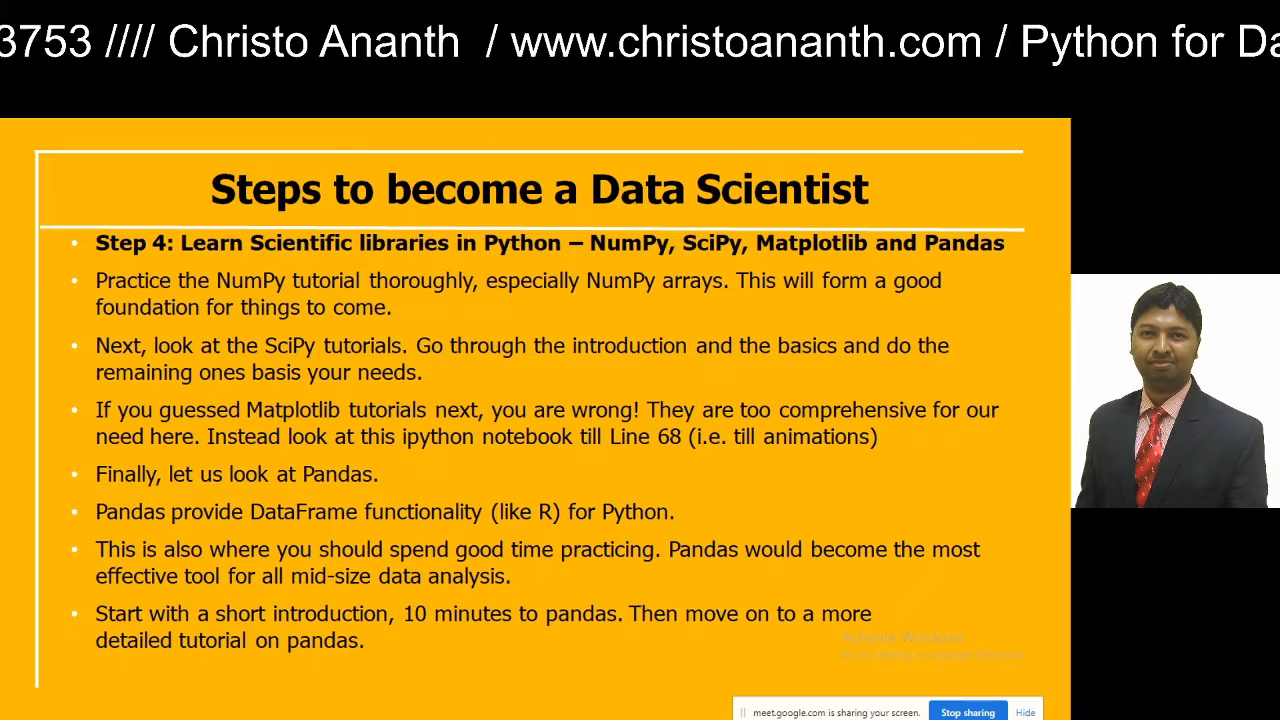 3753 //// Christo Ananth / www.christoananth.com / Python for Da
Steps to become a Data Scientist
• Step 4: Learn Scientific libraries in Python – NumPy, SciPy, Matplotlib and Pandas
• Practice the NumPy tutorial thoroughly, especially NumPy arrays. This will form a good
foundation for things to come.
• Next, look at the SciPy tutorials. Go through the introduction and the basics and do the
remaining ones basis your needs.
• If you guessed Matplotlib tutorials next, you are wrong! They are too comprehensive for our
need here. Instead look at this ipython notebook till Line 68 (i.e. till animations)
• Finally, let us look at Pandas.
• Pandas provide DataFrame functionality (like R) for Python.
• This is also where you should spend good time practicing. Pandas would become the most
effective tool for all mid-size data analysis.
• Start with a short introduction, 10 minutes to pandas. Then move on to a more
detailed tutorial on pandas.
Activate Windows
meet.google.com is sharing your screen. Stop sharing Hide